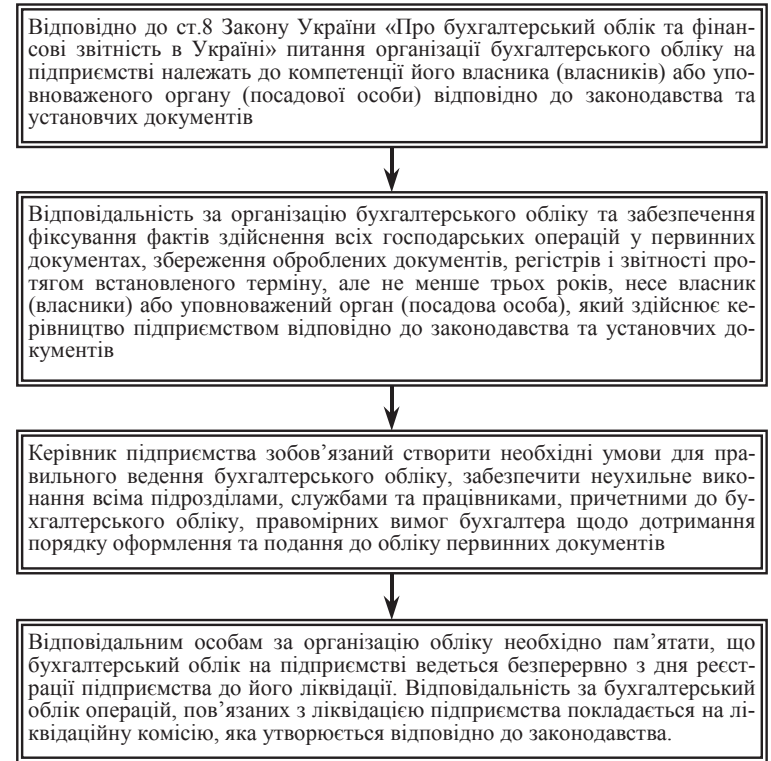 Відповідно до ст.8 Закону України «Про бухгалтерський облік та фінан-
сові звітність в Україні» питання організації бухгалтерського обліку на
підприємстві належать до компетенції його власника (власників) або упо-
вноваженого органу (посадової особи) відповідно до законодавства та
установчих документів
Відповідальність за організацію бухгалтерського обліку та забезпечення
фіксування фактів здійснення всіх господарських операцій у первинних
документах, збереження оброблених документів, регістрів і звітності про-
тягом встановленого терміну, але не менше трьох років, несе власник
(власники) або уповноважений орган (посадова особа), який здійснює ке-
рівництво підприємством відповідно до законодавства та установчих до-
кументів
Керівник підприємства зобов’язаний створити необхідні умови для пра-
вильного ведення бухгалтерського обліку, забезпечити неухильне вико-
нання всіма підрозділами, службами та працівниками, причетними до бу-
хгалтерського обліку, правомірних вимог бухгалтера щодо дотримання
порядку оформлення та подання до обліку первинних документів
Відповідальним особам за організацію обліку необхідно пам’ятати, що
бухгалтерський облік на підприємстві ведеться безперервно з дня реєст-
рації підприємства до його ліквідації. Відповідальність за бухгалтерський
облік операцій, пов’язаних з ліквідацією підприємства покладається на лі-
квідаційну комісію, яка утворюється відповідно до законодавства.